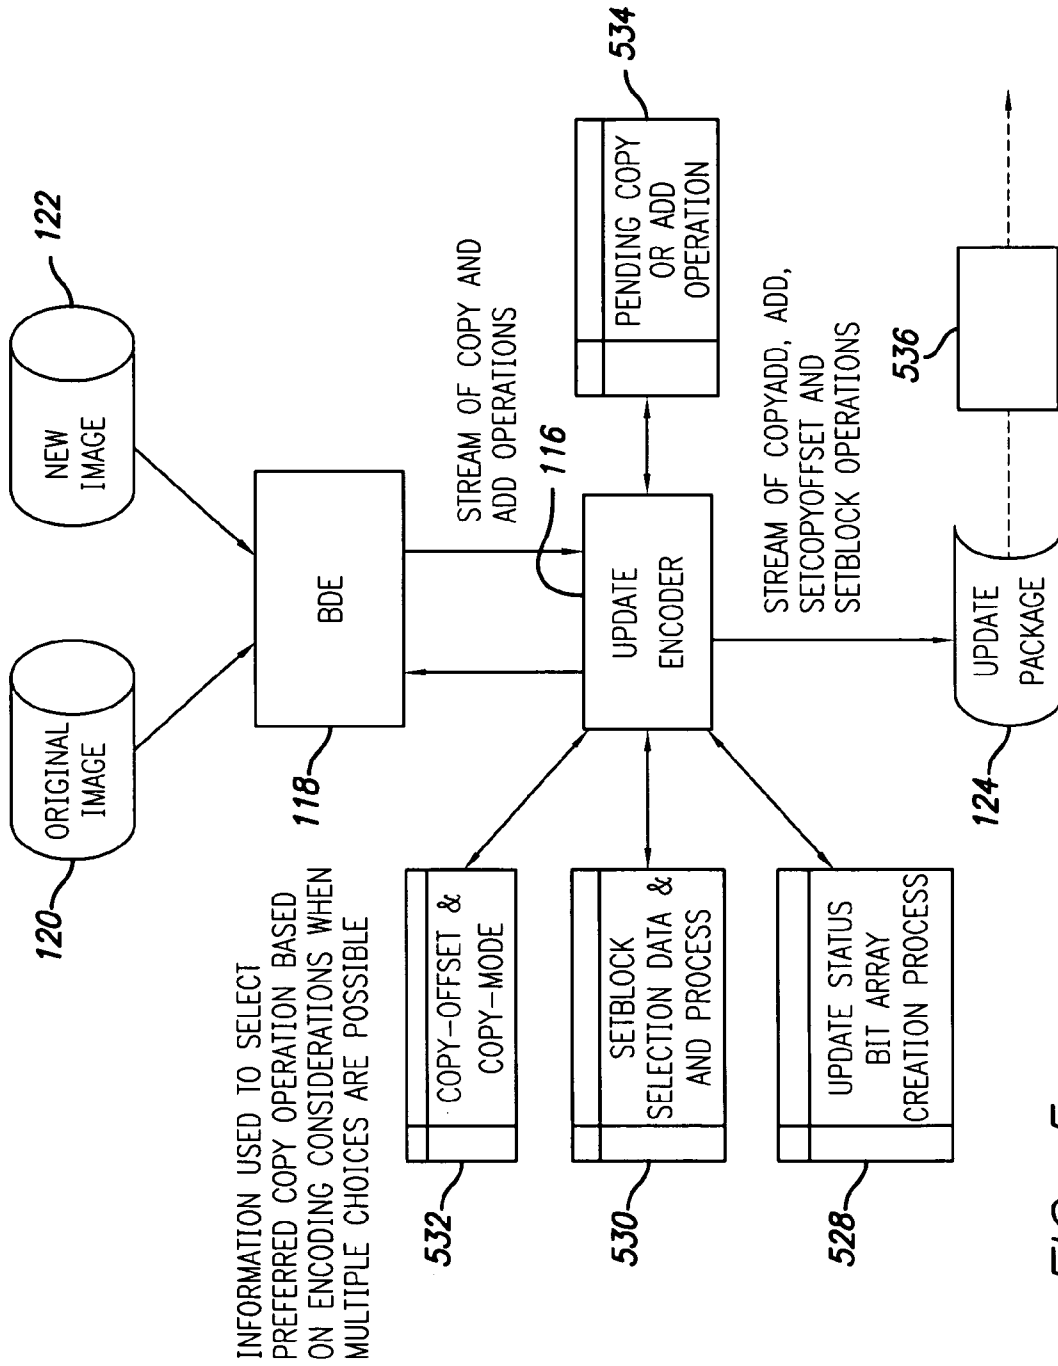 120
ORIGINAL
IMAGE
122
NEW
IMAGE
INFORMATION USED TO SELECT
PREFERRED COPY OPERATION BASED
ON ENCODING CONSIDERATIONS WHEN
MULTIPLE CHOICES ARE POSSIBLE
118
BDE
STREAM OF COPY AND
ADD OPERATIONS
116
532
COPY-OFFSET &
COPY-MODE
530
SETBLOCK
SELECTION DATA &
AND PROCESS
528
UPDATE STATUS
BIT ARRAY
CREATION PROCESS
UPDATE
ENCODER
534
PENDING COPY
OR ADD
OPERATION
STREAM OF COPYADD, ADD,
SETCOPYOFFSET AND
SETBLOCK OPERATIONS
124
UPDATE
PACKAGE
536